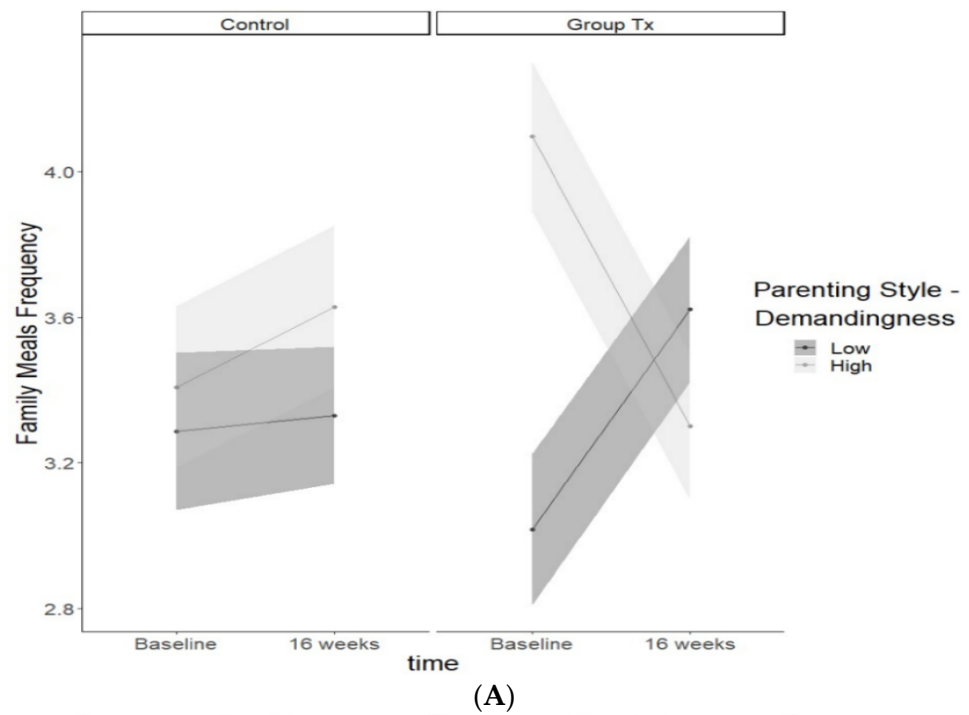 Control Group Tx
Family Meals Frequency
4.0
3.6
3.2
2.8
Baseline 16 weeks Baseline 16 weeks
time
Parenting Style -
Demandingness
Low
High
(A)